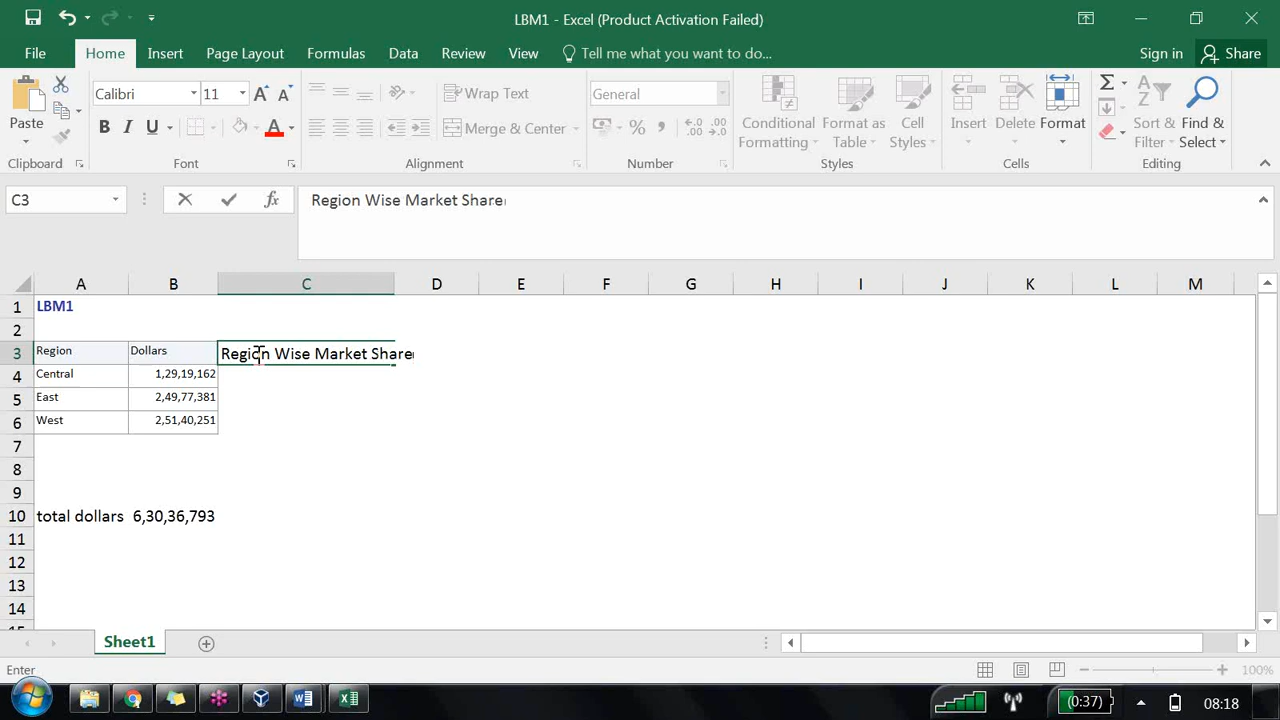 LBM1 - Excel (Product Activation Failed)
File Home Insert Page Layout Formulas Data Review View Tell me what you want to do... Sign in Share
Paste
Calibri 11
B I U A
Wrap Text
Merge & Center
General
%
Conditional Formatting
Format as Table
Cell Styles
Insert Delete Format
Sort & Filter
Find & Select
Clipboard Font Alignment Number Styles Cells Editing
C3 fx Region Wise Market Share
A B C D E F G H I J K L M
1 LBM1
2
3 Region Dollars Region Wise Market Share
4 Central 1,29,19,162
5 East 2,49,77,381
6 West 2,51,40,251
7
8
9
10 total dollars 6,30,36,793
11
12
13
14
15
Sheet1
Enter 100%
(0:37) 08:18